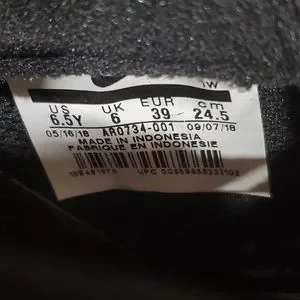 IW
US UK EUR cm
6.5Y 6 39 24.5
05/16/18 AR0734-001 09/07/18
MADE IN INDONESIA
FABRIQUE EN INDONESIE
UPC